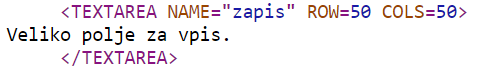 <TEXTAREA NAME="zapis" ROW=50 COLS=50>
Veliko polje za vpis.
</TEXTAREA>